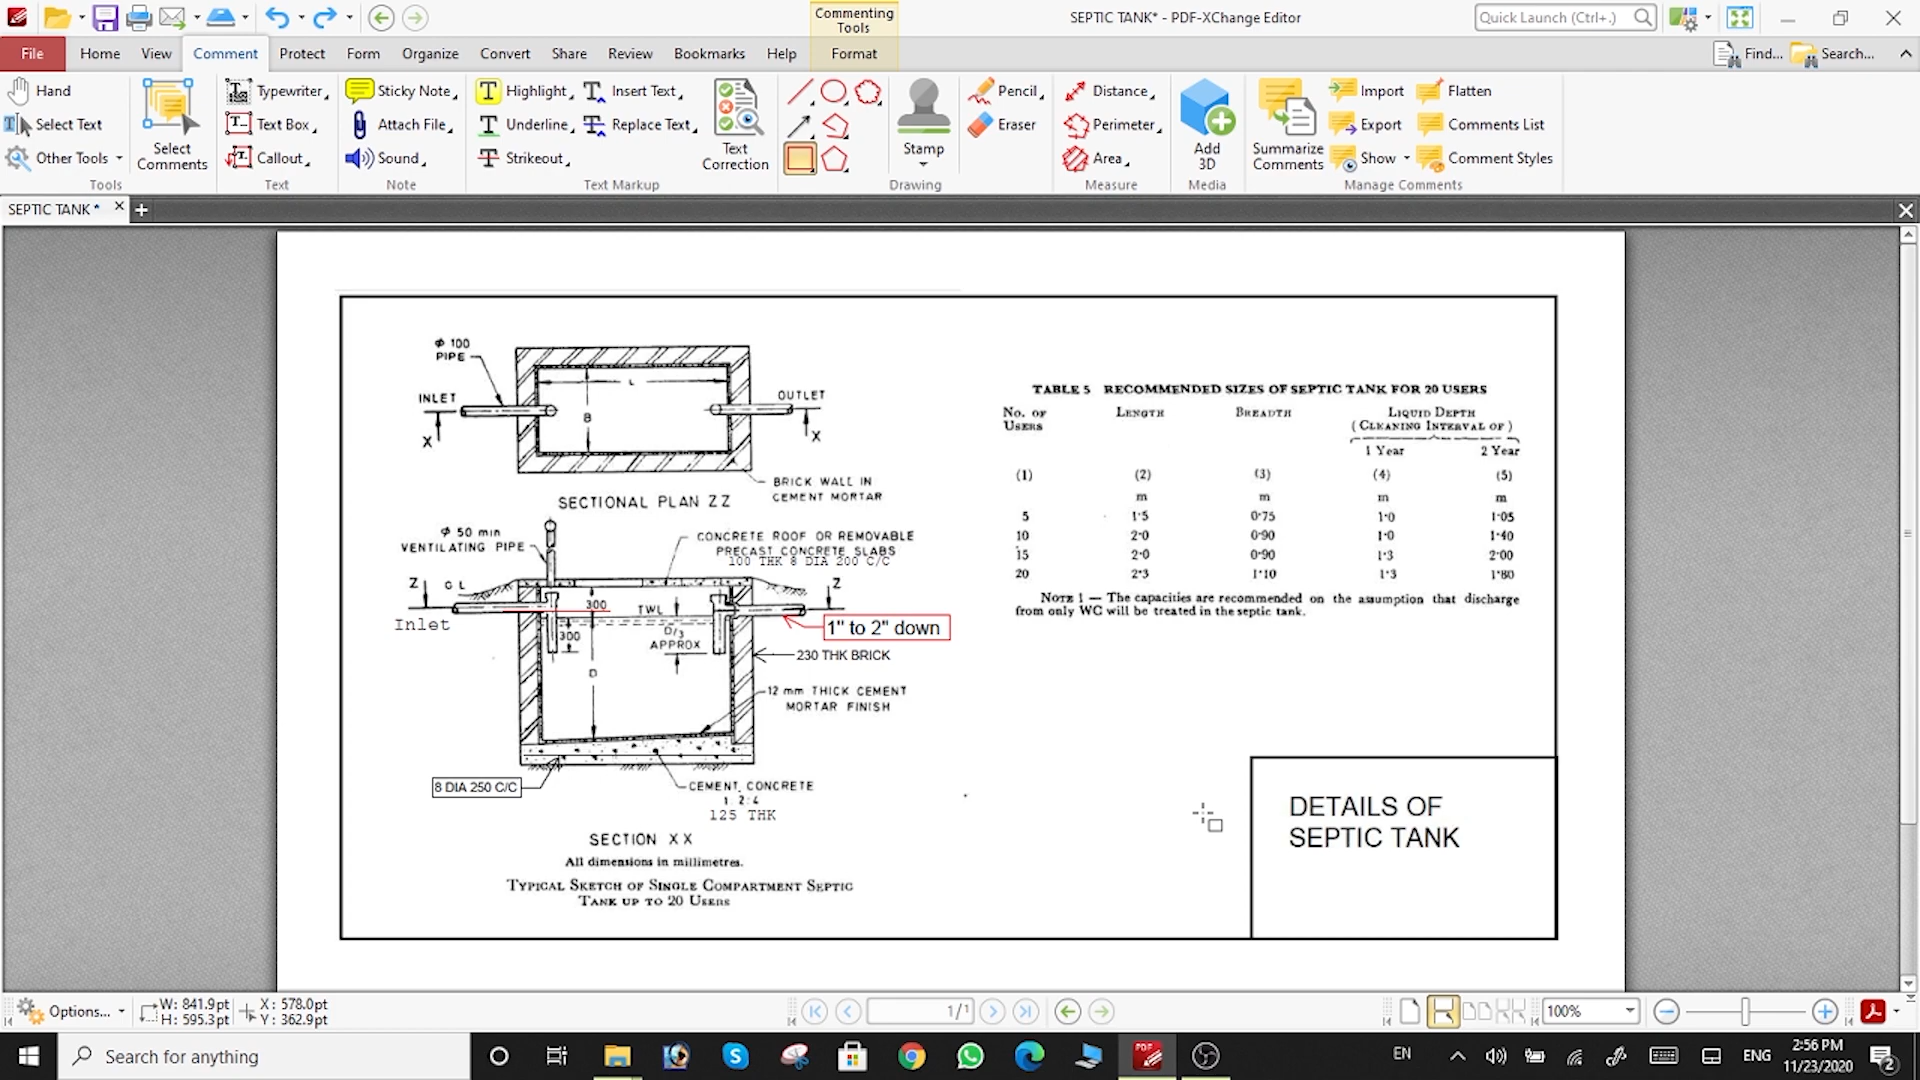 Commenting
Tools
SEPTIC TANK* - PDF-XChange Editor
Quick Launch (Ctrl+.)
File
Home
View
Comment
Protect
Form
Organize
Convert
Share
Review
Bookmarks
Help
Format
Find...
Search...
Hand
Select Text
Other Tools
Tools
Select
Comments
Typewriter
Text Box
Callout
Text
Sticky Note
Attach File
Sound
Note
Highlight
Underline
Strikeout
Insert Text
Replace Text
Text Markup
Text
Correction
Stamp
Drawing
Pencil
Eraser
Distance
Perimeter
Area
Measure
Add
3D
Media
Summarize
Comments
Import
Export
Show
Flatten
Comments List
Comment Styles
Manage Comments
SEPTIC TANK *
Φ 100
PIPE
INLET
X
L
B
OUTLET
X
BRICK WALL IN
CEMENT MORTAR
SECTIONAL PLAN ZZ
Φ 50 min
VENTILATING PIPE
CONCRETE ROOF OR REMOVABLE
PRECAST CONCRETE SLABS
100 THK 8 DIA 200 C/C
Z
G L
Z
Inlet
300
TWL
300
D/3
APPROX
D
1" to 2" down
230 THK BRICK
12 mm THICK CEMENT
MORTAR FINISH
8 DIA 250 C/C
CEMENT CONCRETE
1:2:4
125 THK
SECTION XX
All dimensions in millimetres.
TYPICAL SKETCH OF SINGLE COMPARTMENT SEPTIC
TANK UP TO 20 USERS
TABLE 5 RECOMMENDED SIZES OF SEPTIC TANK FOR 20 USERS
NO. OF USERS LENGTH BREADTH LIQUID DEPTH
(CLEANING INTERVAL OF)
1 Year 2 Year
(1) (2) (3) (4) (5)
m m m m
5 1·5 0·75 1·0 1·05
10 2·0 0·90 1·0 1·40
15 2·0 0·90 1·3 2·00
20 2·3 1·10 1·3 1·80
NOTE 1 — The capacities are recommended on the assumption that discharge
from only WC will be treated in the septic tank.
DETAILS OF
SEPTIC TANK
Options...
W: 841.9pt
H: 595.3pt
X: 578.0pt
Y: 362.9pt
1/1
100%
Search for anything
EN
ENG
2:56 PM
11/23/2020
2